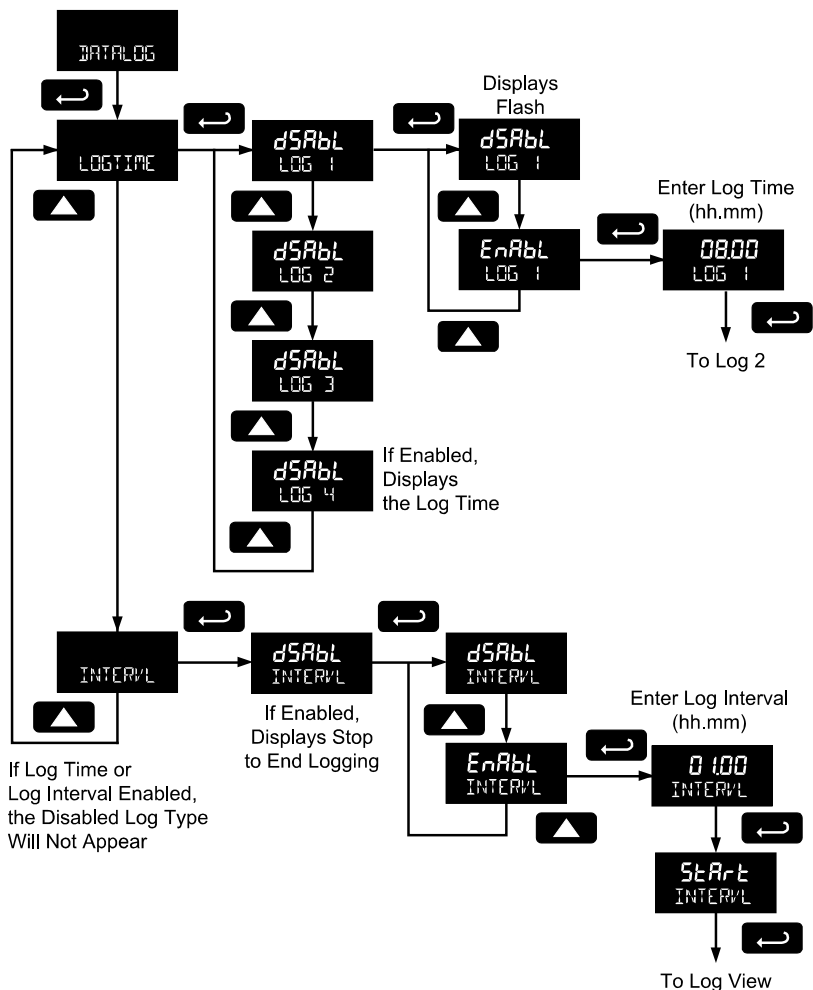 DATALOG
Displays
Flash
LOGTIME
dSAbL
LOG 1
dSAbL
LOG 1
Enter Log Time
(hh.mm)
dSAbL
LOG 2
EnAbL
LOG 1
08.00
LOG 1
To Log 2
dSAbL
LOG 3
dSAbL
LOG 4
If Enabled,
Displays
the Log Time
INTERVL
dSAbL
INTERVL
dSAbL
INTERVL
If Enabled,
Displays Stop
to End Logging
Enter Log Interval
(hh.mm)
EnAbL
INTERVL
01.00
INTERVL
If Log Time or
Log Interval Enabled,
the Disabled Log Type
Will Not Appear
StArt
INTERVL
To Log View